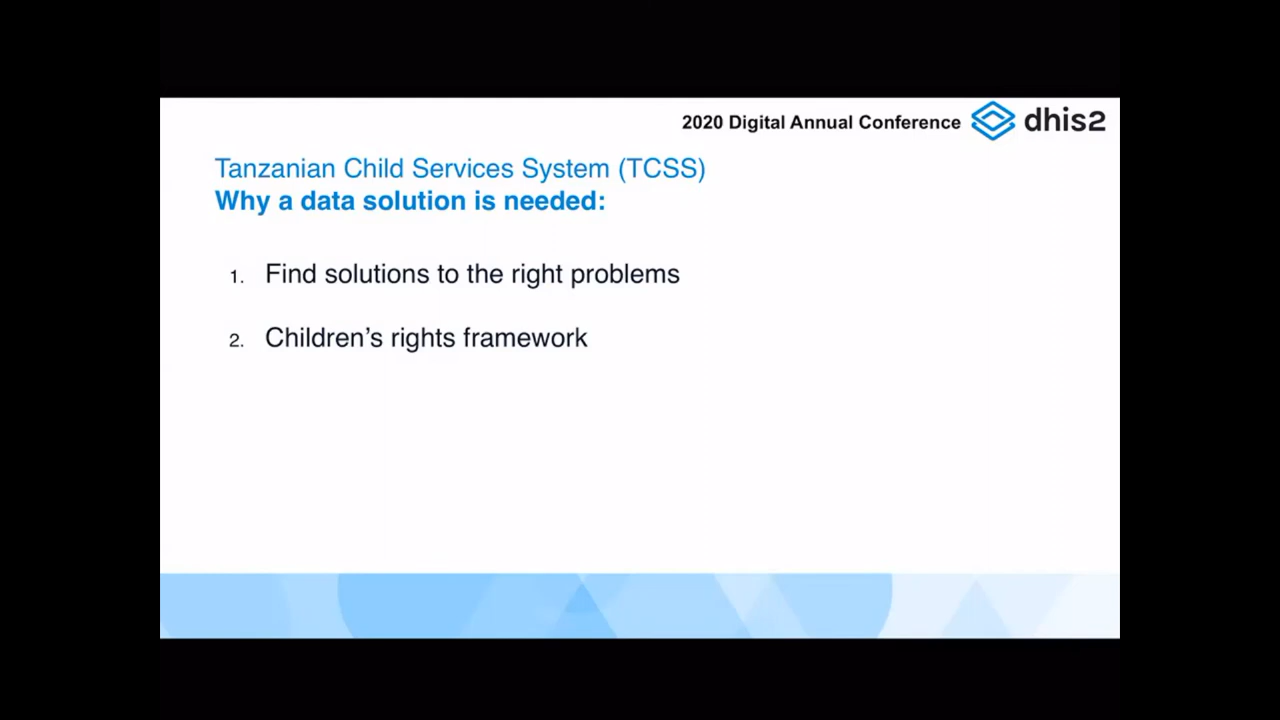 2020 Digital Annual Conference dhis2
Tanzanian Child Services System (TCSS)
Why a data solution is needed:
1. Find solutions to the right problems
2. Children’s rights framework